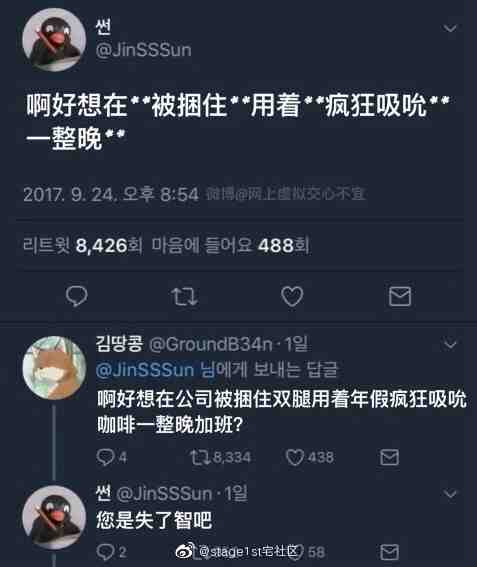 썬
@JinSSSun
啊好想在**被捆住**用着**疯狂吸吮**
一整晚**
2017. 9. 24. 오후 8:54 微博@网上虚拟交心不宜
리트윗 8,426회 마음에 들어요 488회
김땅콩 @GroundB34n · 1일
@JinSSSun 님에게 보내는 답글
啊好想在公司被捆住双腿用着年假疯狂吸吮
咖啡一整晚加班?
4 8,334 438
썬 @JinSSSun · 1일
您是失了智吧
2 @stage1st宅社区 58